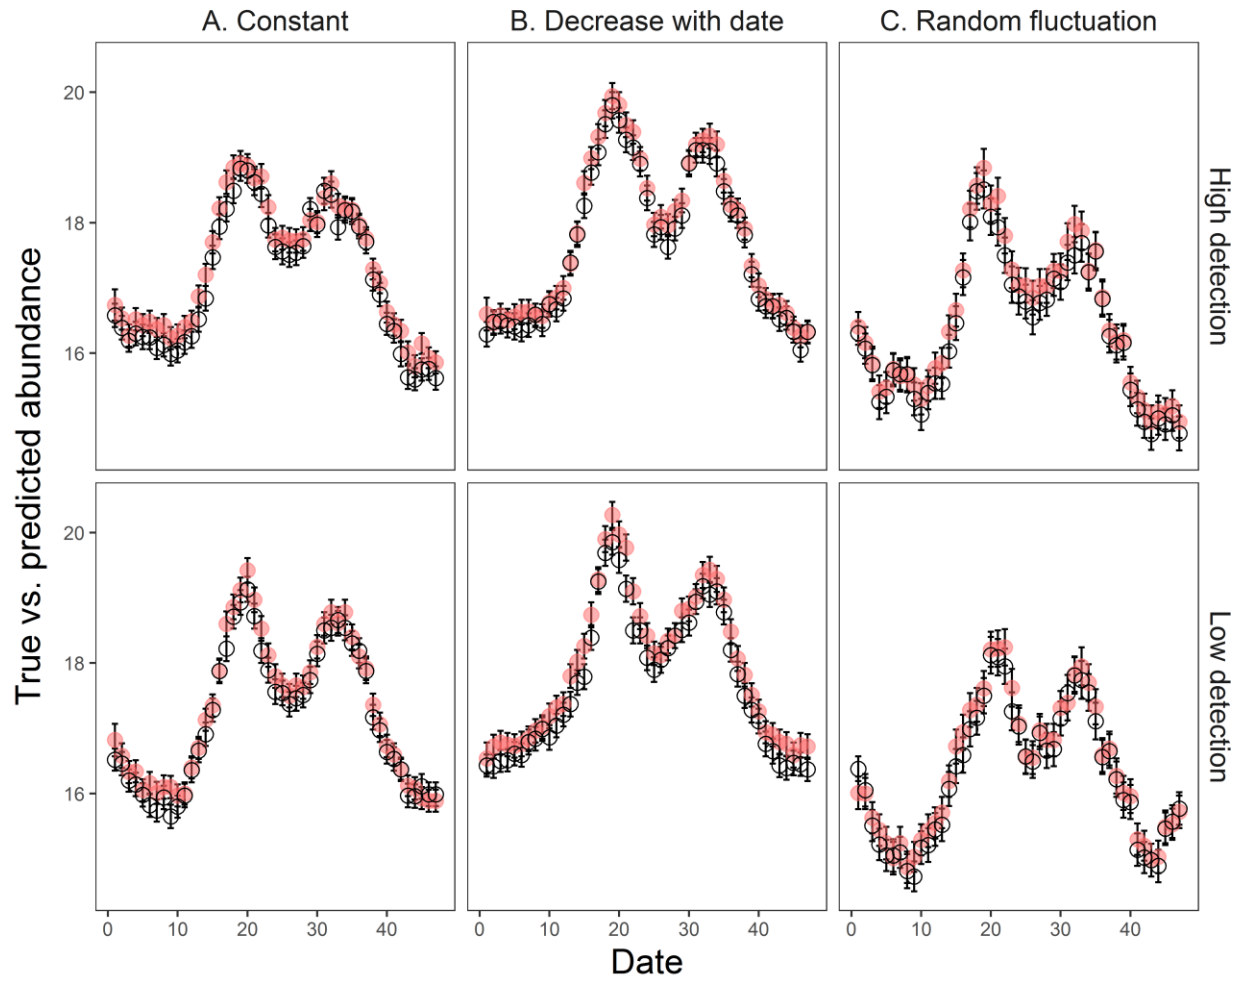 A. Constant
B. Decrease with date
C. Random fluctuation
20
18
16
High detection
True vs. predicted abundance
20
18
16
Low detection
0 10 20 30 40
0 10 20 30 40
0 10 20 30 40
Date